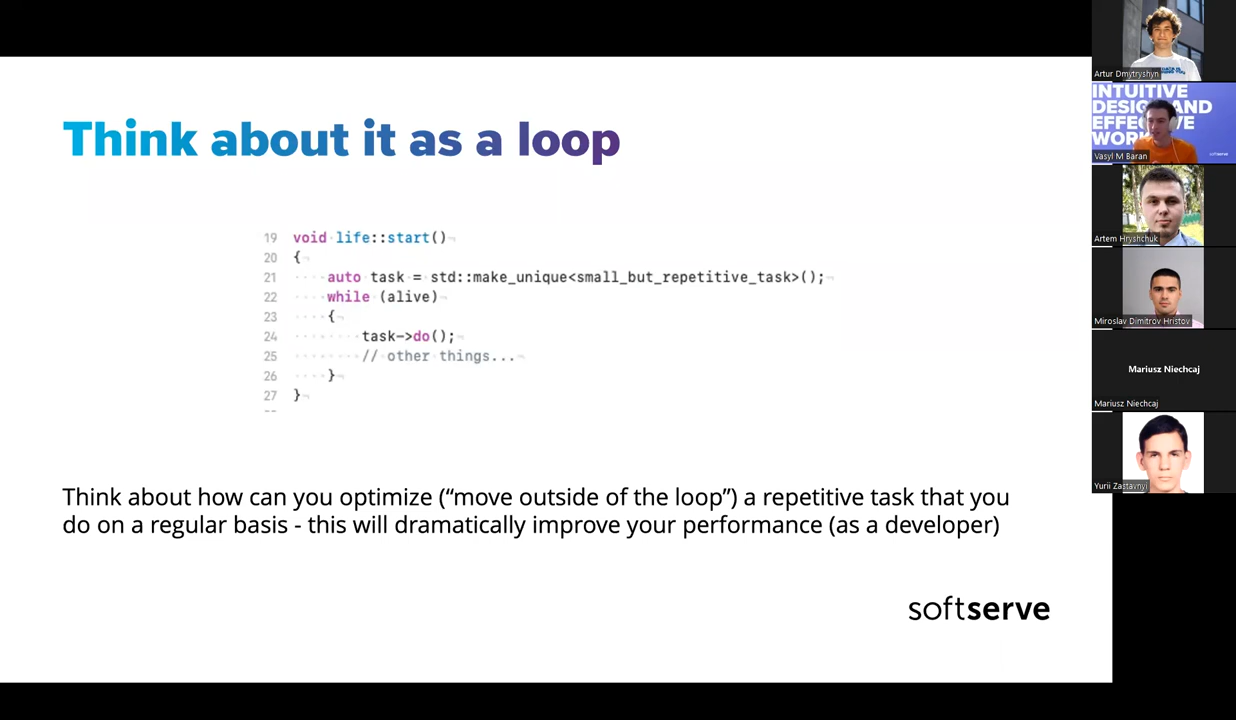 Think about it as a loop
19 void life::start()
20 {
21 auto task = std::make_unique<small_but_repetitive_task>();
22 while (alive)
23 {
24 task->do();
25 // other things...
26 }
27 }
Think about how can you optimize (“move outside of the loop”) a repetitive task that you
do on a regular basis - this will dramatically improve your performance (as a developer)
softserve
Artur Dmytryshyn
INTUITIVE
DESIGN AND
EFFECTIVE
Vasyl M Baran
softserve
Artem Hryshchuk
Miroslav Dimitrov Hristov
Mariusz Niechcaj
Mariusz Niechcaj
Yurii Zastavnyi